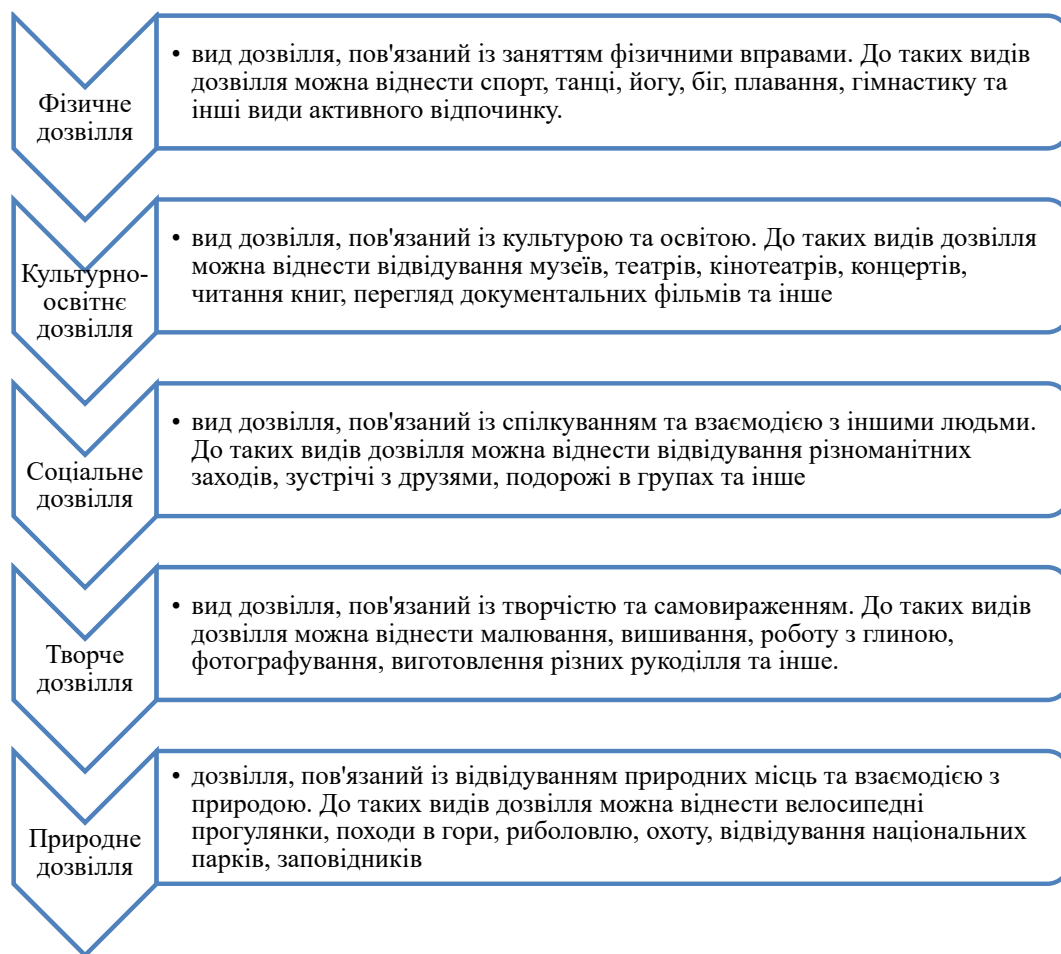 Фізичне
дозвілля
• вид дозвілля, пов'язаний із заняттям фізичними вправами. До таких видів
дозвілля можна віднести спорт, танці, йогу, біг, плавання, гімнастику та
інші види активного відпочинку.
Культурно-
освітнє
дозвілля
• вид дозвілля, пов'язаний із культурою та освітою. До таких видів дозвілля
можна віднести відвідування музеїв, театрів, кінотеатрів, концертів,
читання книг, перегляд документальних фільмів та інше
Соціальне
дозвілля
• вид дозвілля, пов'язаний із спілкуванням та взаємодією з іншими людьми.
До таких видів дозвілля можна віднести відвідування різноманітних
заходів, зустрічі з друзями, подорожі в групах та інше
Творче
дозвілля
• вид дозвілля, пов'язаний із творчістю та самовираженням. До таких видів
дозвілля можна віднести малювання, вишивання, роботу з глиною,
фотографування, виготовлення різних рукоділля та інше.
Природне
дозвілля
• дозвілля, пов'язаний із відвідуванням природних місць та взаємодією з
природою. До таких видів дозвілля можна віднести велосипедні
прогулянки, походи в гори, риболовлю, охоту, відвідування національних
парків, заповідників